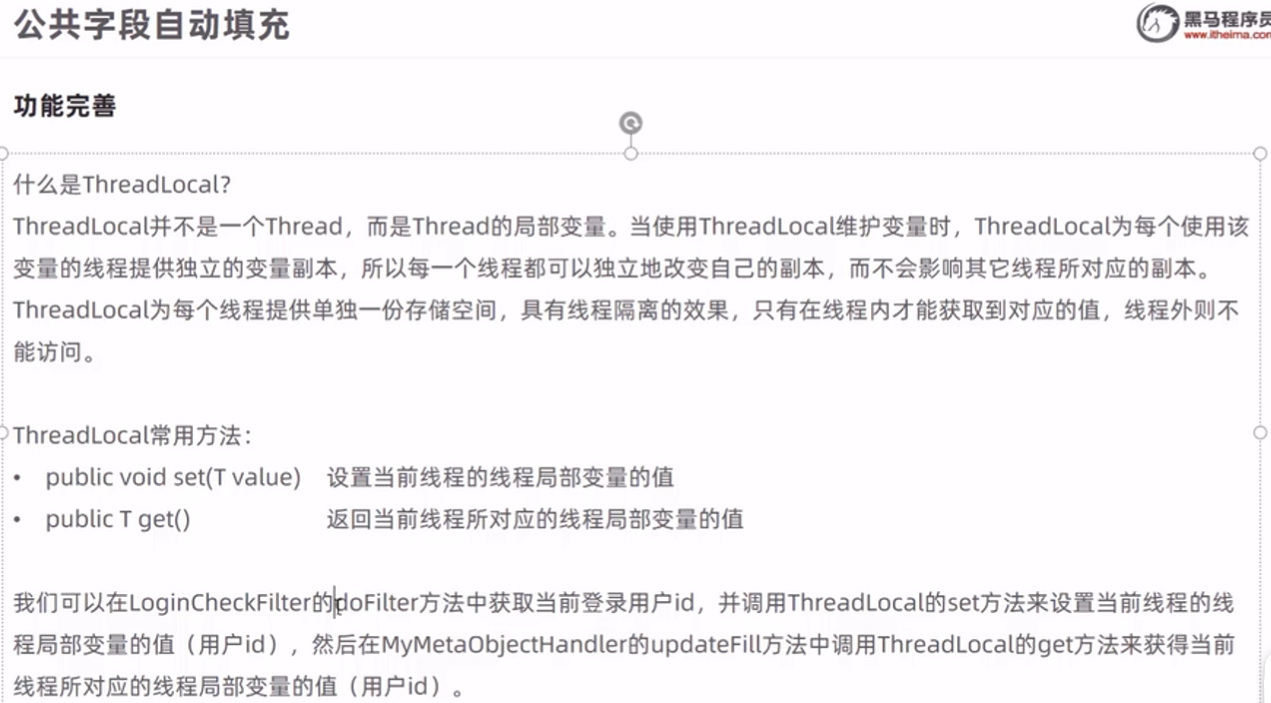 公共字段自动填充
黑马程序员
www.itheima.com
功能完善
什么是ThreadLocal?
ThreadLocal并不是一个Thread，而是Thread的局部变量。当使用ThreadLocal维护变量时，ThreadLocal为每个使用该
变量的线程提供独立的变量副本，所以每一个线程都可以独立地改变自己的副本，而不会影响其它线程所对应的副本。
ThreadLocal为每个线程提供单独一份存储空间，具有线程隔离的效果，只有在线程内才能获取到对应的值，线程外则不
能访问。
ThreadLocal常用方法：
• public void set(T value) 设置当前线程的线程局部变量的值
• public T get() 返回当前线程所对应的线程局部变量的值
我们可以在LoginCheckFilter的doFilter方法中获取当前登录用户id，并调用ThreadLocal的set方法来设置当前线程的线
程局部变量的值（用户id），然后在MyMetaObjectHandler的updateFill方法中调用ThreadLocal的get方法来获得当前
线程所对应的线程局部变量的值（用户id）。